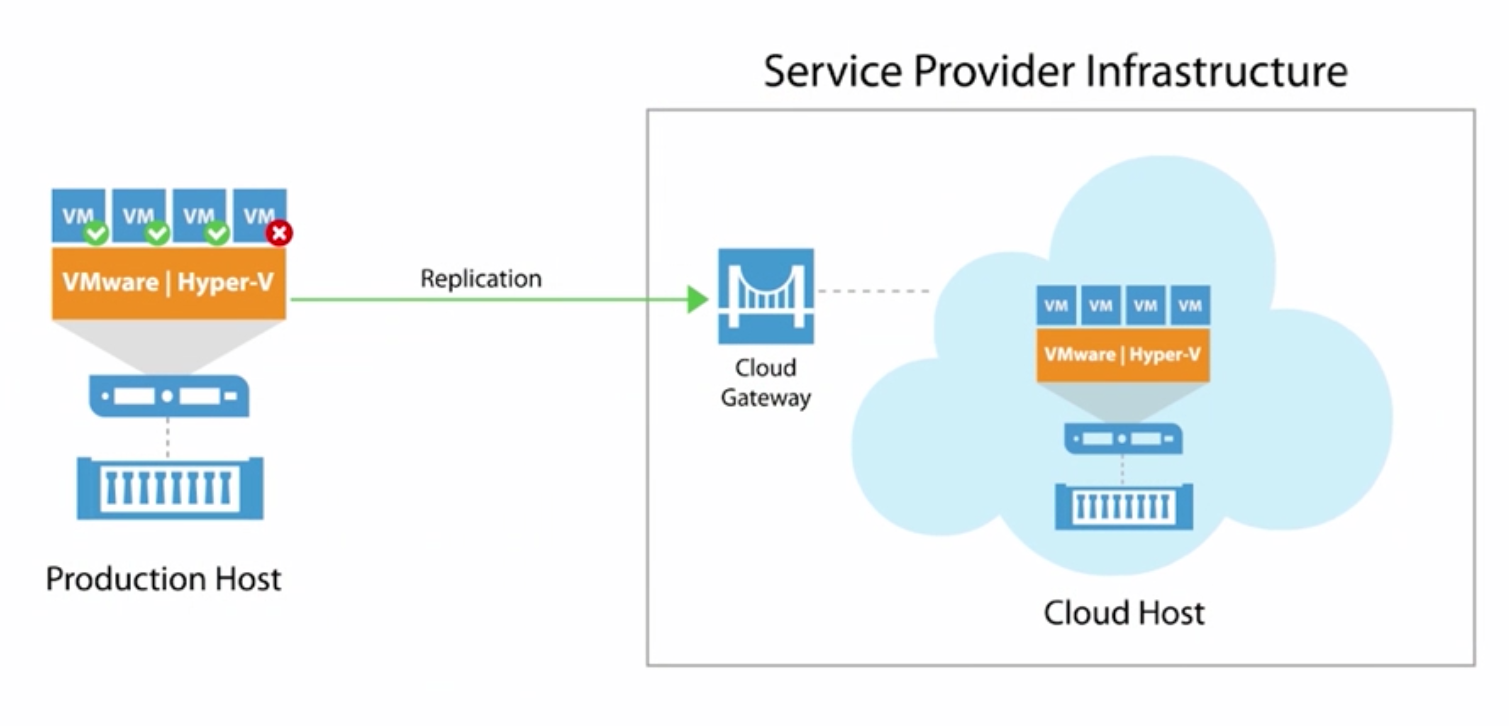 Service Provider Infrastructure
VM VM VM VM
VMware | Hyper-V
Replication
Cloud
Gateway
VM VM VM VM
VMware | Hyper-V
Production Host
Cloud Host